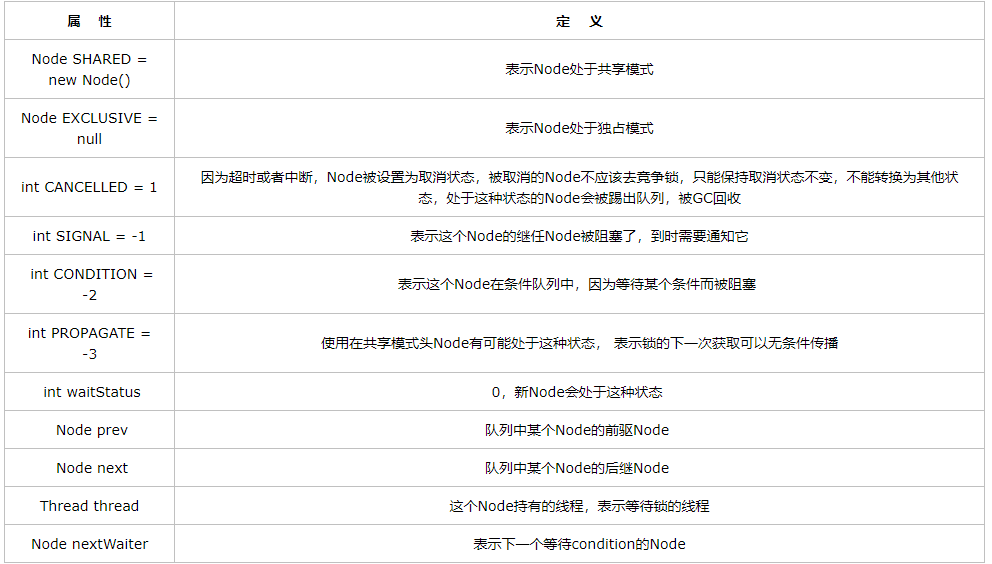 属 性
定 义
Node SHARED =
new Node()
表示Node处于共享模式
Node EXCLUSIVE =
null
表示Node处于独占模式
int CANCELLED = 1
因为超时或者中断，Node被设置为取消状态，被取消的Node不应该去竞争锁，只能保持取消状态不变，不能转换为其他状
态，处于这种状态的Node会被踢出队列，被GC回收
int SIGNAL = -1
表示这个Node的继任Node被阻塞了，到时需要通知它
int CONDITION =
-2
表示这个Node在条件队列中，因为等待某个条件而被阻塞
int PROPAGATE =
-3
使用在共享模式头Node有可能处于这种状态， 表示锁的下一次获取可以无条件传播
int waitStatus
0，新Node会处于这种状态
Node prev
队列中某个Node的前驱Node
Node next
队列中某个Node的后继Node
Thread thread
这个Node持有的线程，表示等待锁的线程
Node nextWaiter
表示下一个等待condition的Node